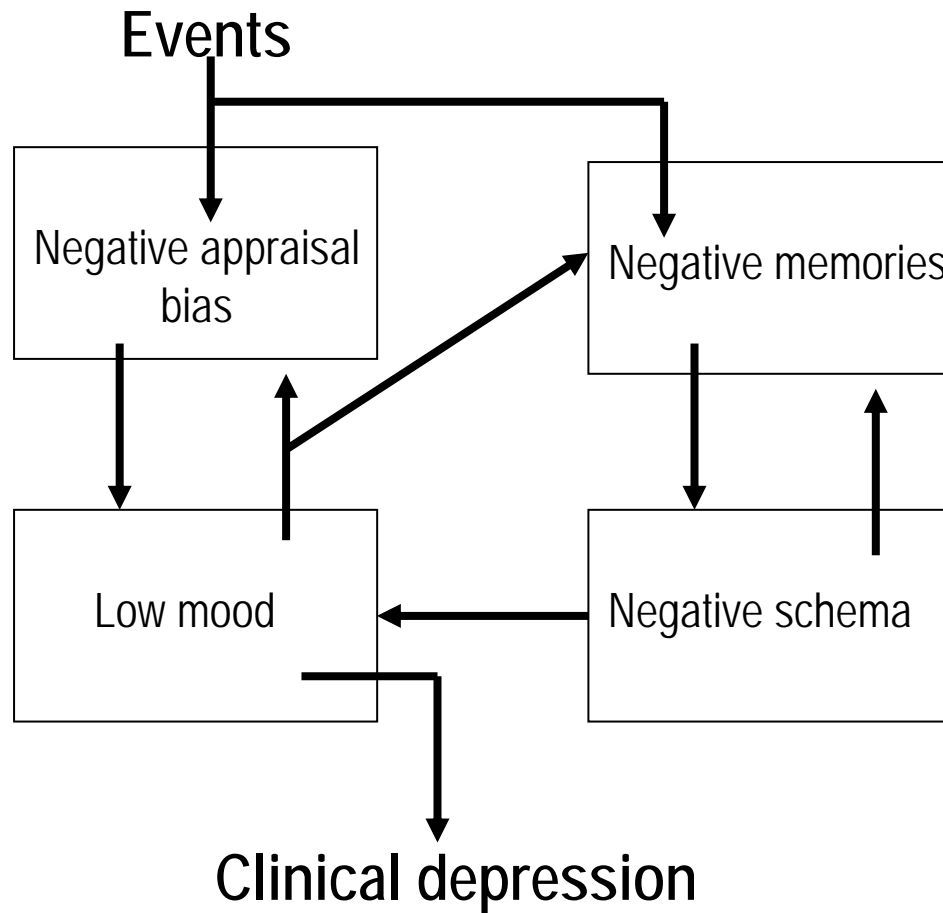 Events
Negative appraisal
bias
Negative memories
Low mood
Negative schema
Clinical depression